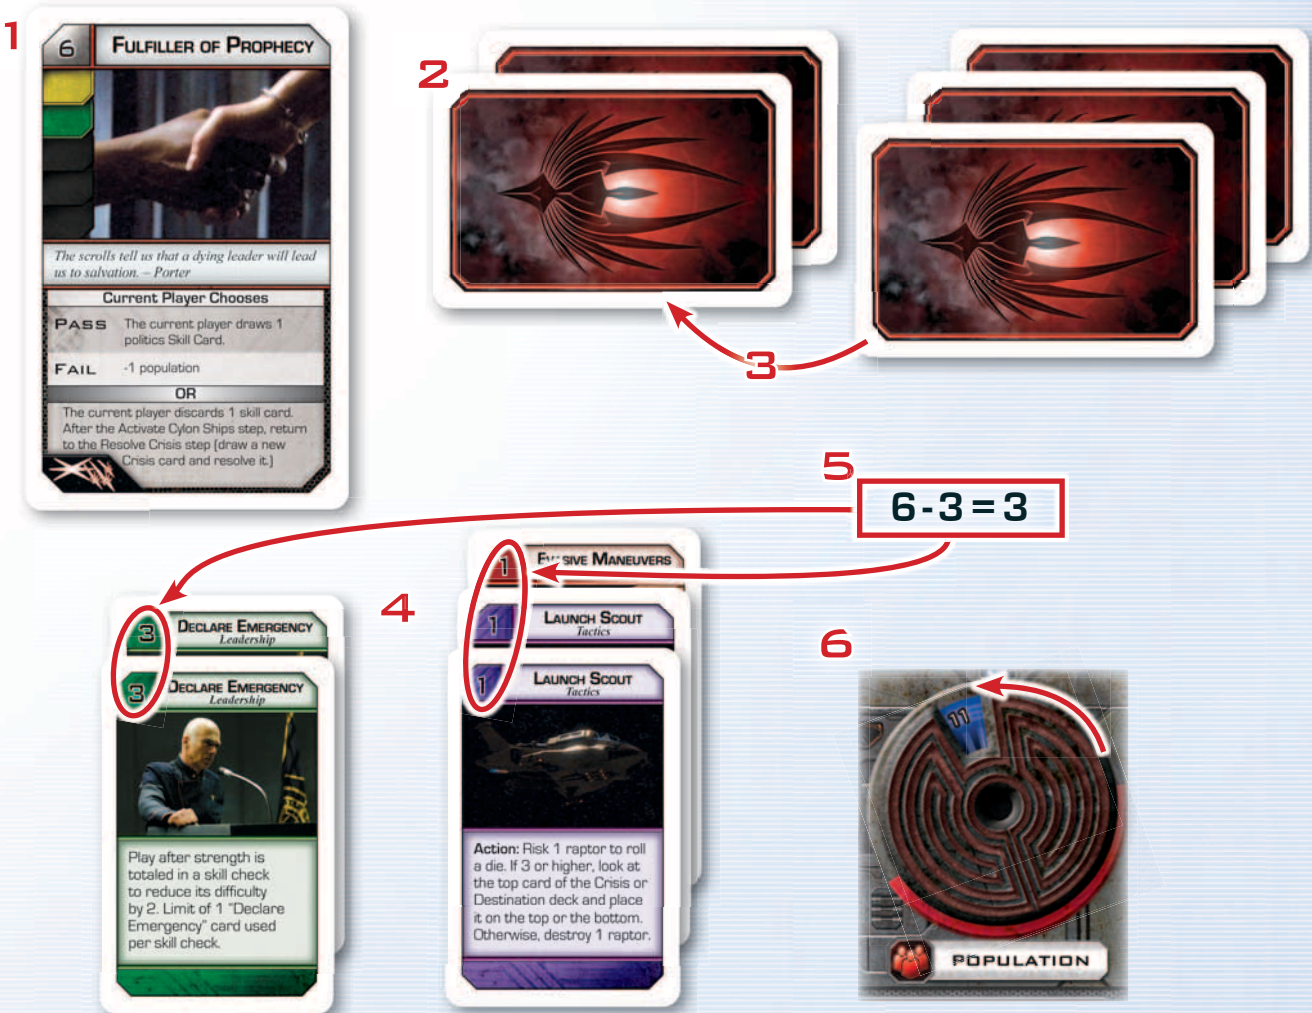 1
6
FULFILLER OF PROPHECY
The scrolls tell us that a dying leader will lead
us to salvation. – Porter
Current Player Chooses
PASS The current player draws 1
politics Skill Card.
FAIL -1 population
OR
The current player discards 1 skill card.
After the Activate Cylon Ships step, return
to the Resolve Crisis step (draw a new
Crisis card and resolve it.)
2
3
5
6-3=3
3
DECLARE EMERGENCY
Leadership
3
DECLARE EMERGENCY
Leadership
Play after strength is
totaled in a skill check
to reduce its difficulty
by 2. Limit of 1 “Declare
Emergency” card used
per skill check.
4
1
EVASIVE MANEUVERS
1
LAUNCH SCOUT
Tactics
1
LAUNCH SCOUT
Tactics
Action: Risk 1 raptor to roll
a die. If 3 or higher, look at
the top card of the Crisis or
Destination deck and place
it on the top or the bottom.
Otherwise, destroy 1 raptor.
6
11
POPULATION